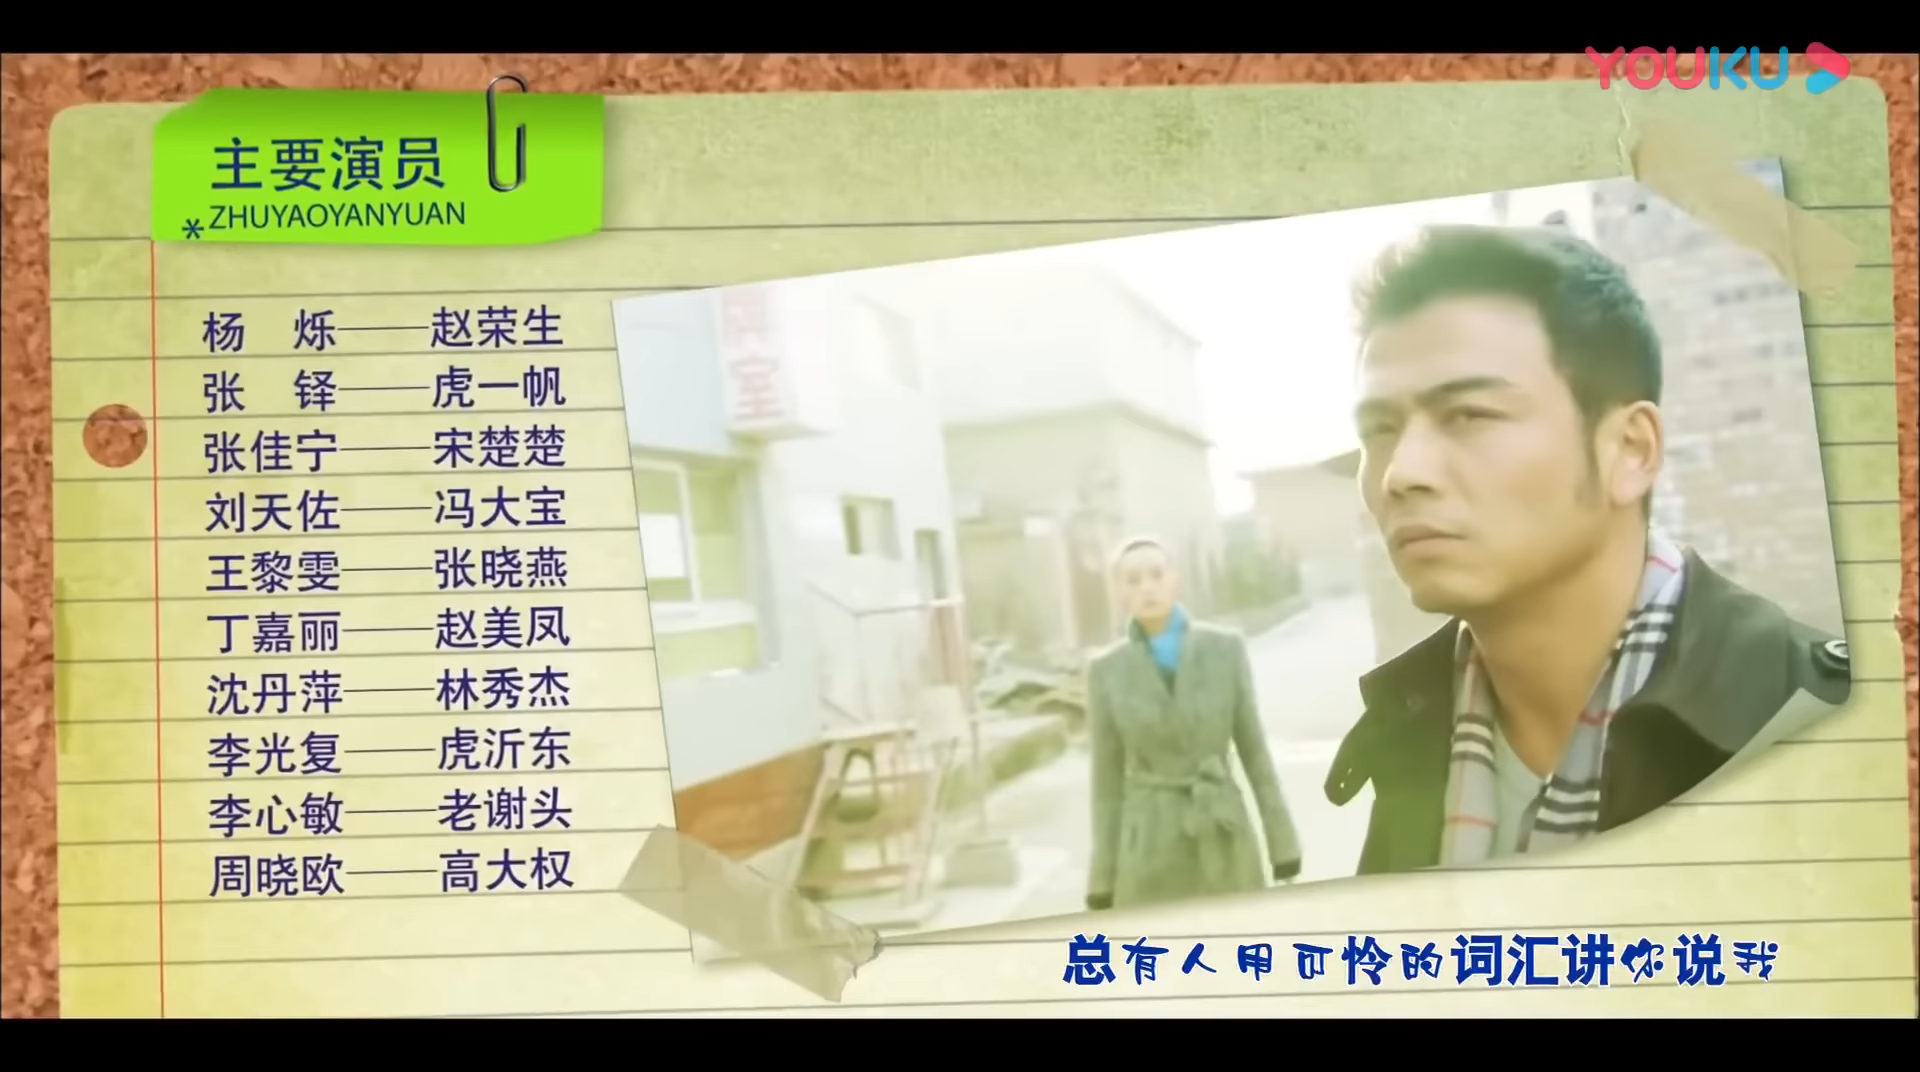 YOUKU
主要演员
*ZHUYAOYANYUAN
杨 烁——赵荣生
张 铎——虎一帆
张佳宁——宋楚楚
刘天佐——冯大宝
王黎雯——张晓燕
丁嘉丽——赵美凤
沈丹萍——林秀杰
李光复——虎沂东
李心敏——老谢头
周晓欧——高大权
总有人用可怜的词汇讲你说我